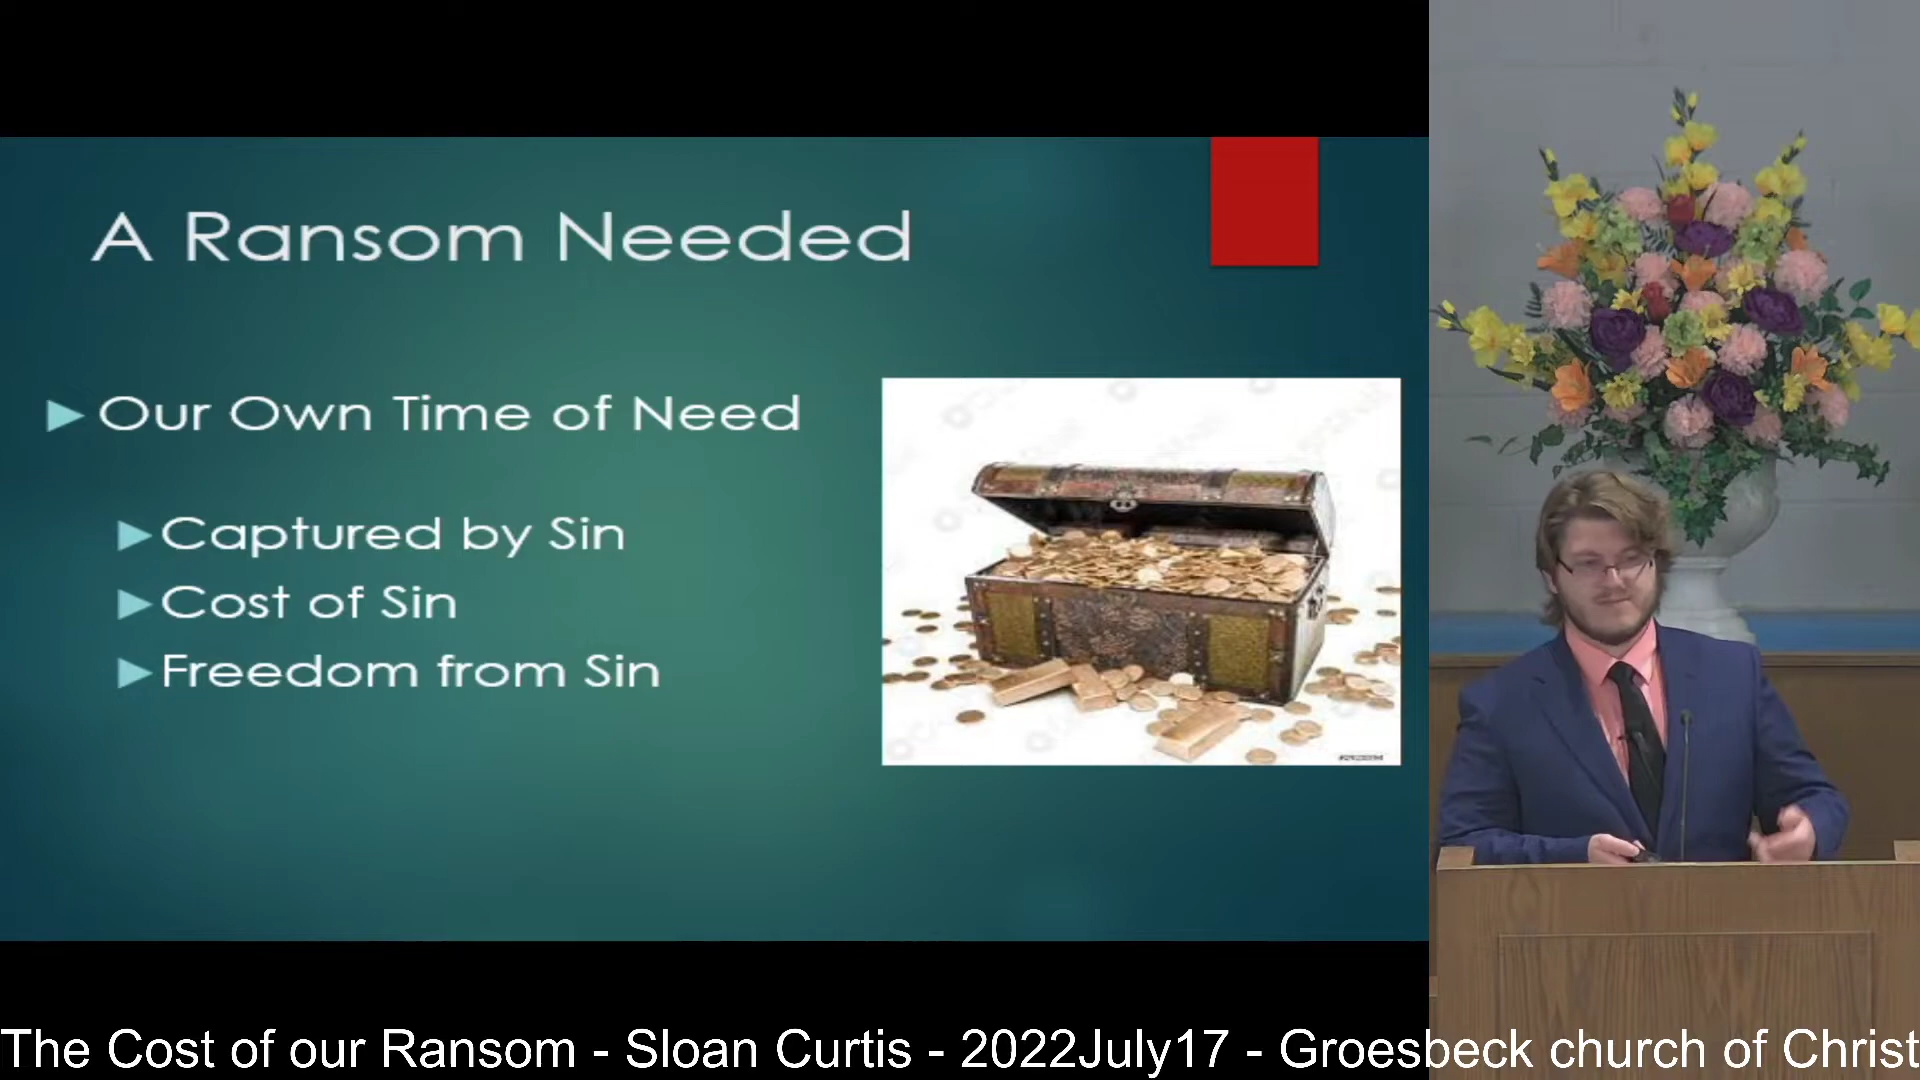 A Ransom Needed
Our Own Time of Need
Captured by Sin
Cost of Sin
Freedom from Sin
The Cost of our Ransom - Sloan Curtis - 2022July17 - Groesbeck church of Christ